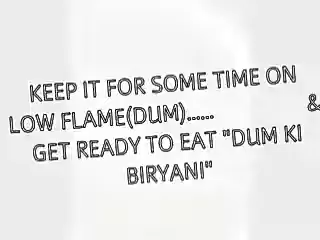 KEEP IT FOR SOME TIME ON
LOW FLAME(DUM)...... &
GET READY TO EAT "DUM KI
BIRYANI"